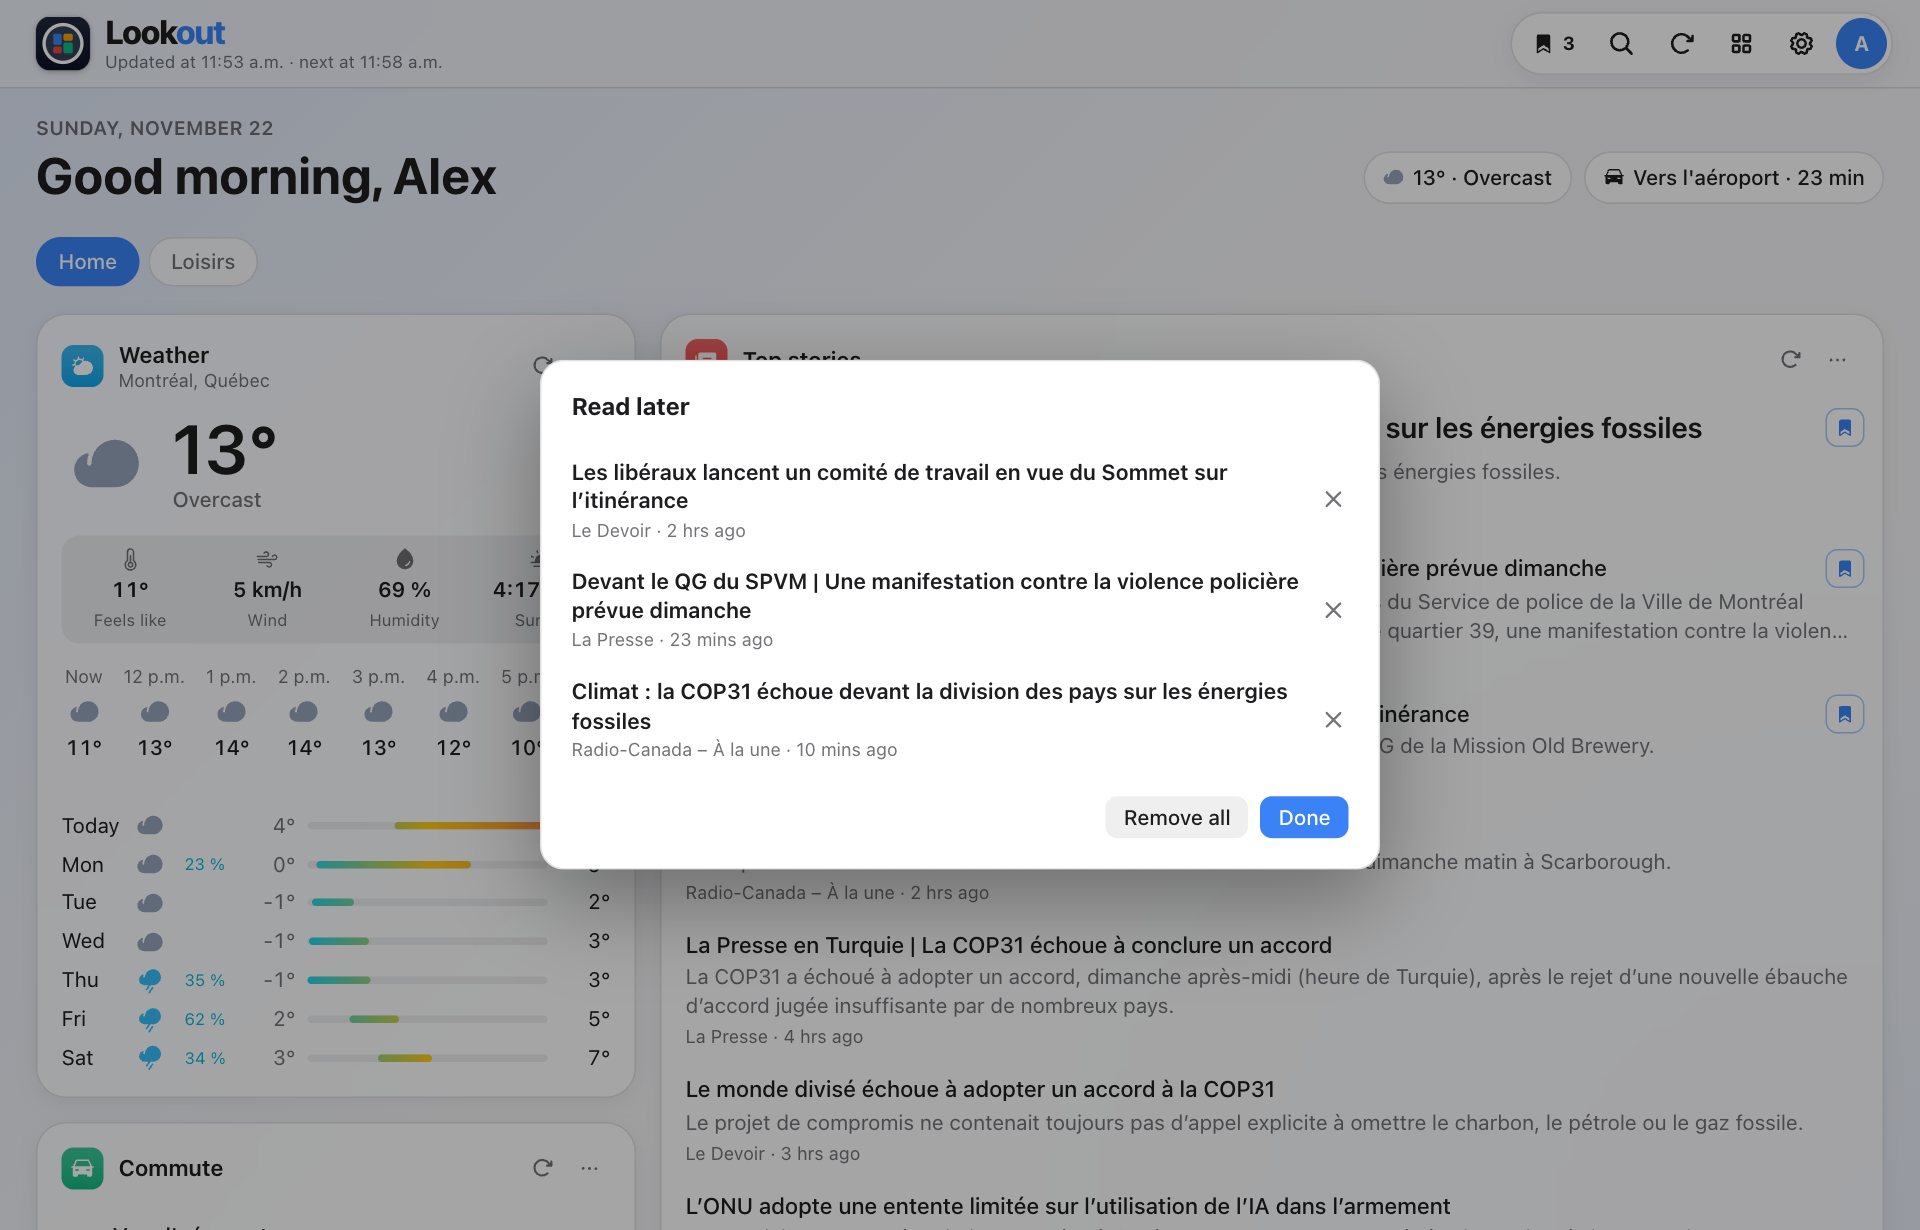 Lookout
Updated at 11:53 a.m. · next at 11:58 a.m.
3
A
SUNDAY, NOVEMBER 22
Good morning, Alex
13° · Overcast
Vers l'aéroport · 23 min
Home
Loisirs
Weather
Montréal, Québec
13°
Overcast
11°
5 km/h
69 %
4:17
Feels like
Wind
Humidity
Now
12 p.m.
1 p.m.
2 p.m.
3 p.m.
4 p.m.
11°
13°
14°
14°
13°
12°
10°
Today
4°
Mon
23 %
0°
Tue
-1°
2°
Wed
-1°
3°
Thu
35 %
-1°
3°
Fri
62 %
2°
5°
Sat
34 %
3°
7°
Commute
Top stories
sur les énergies fossiles
énergies fossiles.
prévue dimanche
du Service de police de la Ville de Montréal
quartier 39, une manifestation contre la violen...
G de la Mission Old Brewery.
dimanche matin à Scarborough.
Radio-Canada – À la une · 2 hrs ago
La Presse en Turquie | La COP31 échoue à conclure un accord
La COP31 a échoué à adopter un accord, dimanche après-midi (heure de Turquie), après le rejet d’une nouvelle ébauche
d’accord jugée insuffisante par de nombreux pays.
La Presse · 4 hrs ago
Le monde divisé échoue à adopter un accord à la COP31
Le projet de compromis ne contenait toujours pas d’appel explicite à omettre le charbon, le pétrole ou le gaz fossile.
Le Devoir · 3 hrs ago
L’ONU adopte une entente limitée sur l’utilisation de l’IA dans l’armement
Read later
Les libéraux lancent un comité de travail en vue du Sommet sur
l’itinérance
Le Devoir · 2 hrs ago
Devant le QG du SPVM | Une manifestation contre la violence policière
prévue dimanche
La Presse · 23 mins ago
Climat : la COP31 échoue devant la division des pays sur les énergies
fossiles
Radio-Canada – À la une · 10 mins ago
Remove all
Done